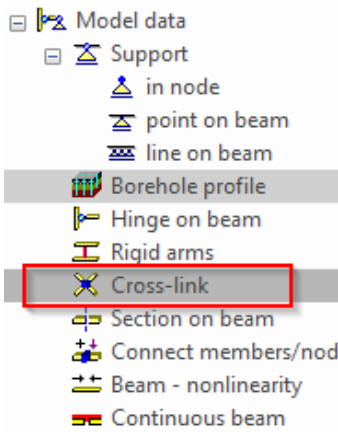 Model data
Support
in node
point on beam
line on beam
Borehole profile
Hinge on beam
Rigid arms
Cross-link
Section on beam
Connect members/nod
Beam - nonlinearity
Continuous beam